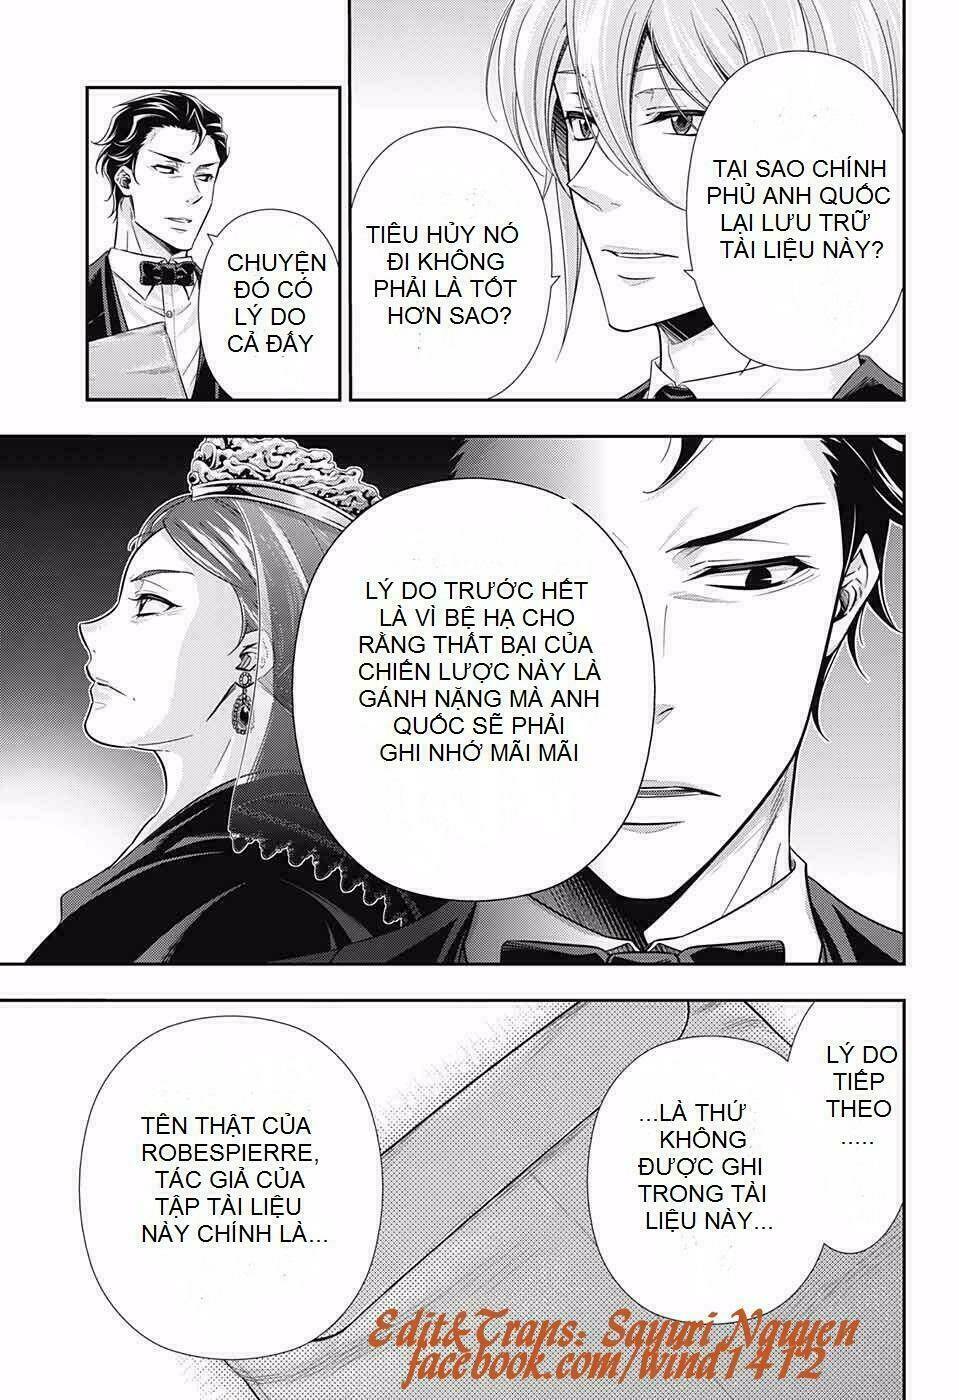 TẠI SAO CHÍNH
PHỦ ANH QUỐC
LẠI LƯU TRỮ
TÀI LIỆU NÀY?
TIÊU HỦY NÓ
ĐI KHÔNG
PHẢI LÀ TỐT
HƠN SAO?
CHUYỆN
ĐÓ CÓ
LÝ DO
CẢ ĐẤY
LÝ DO TRƯỚC HẾT
LÀ VÌ BỆ HẠ CHO
RẰNG THẤT BẠI CỦA
CHIẾN LƯỢC NÀY LÀ
GÁNH NẶNG MÀ ANH
QUỐC SẼ PHẢI
GHI NHỚ MÃI MÃI
LÝ DO
TIẾP
THEO
.....
...LÀ THỨ
KHÔNG
ĐƯỢC GHI
TRONG TÀI
LIỆU NÀY...
TÊN THẬT CỦA
ROBESPIERRE,
TÁC GIẢ CỦA
TẬP TÀI LIỆU
NÀY CHÍNH LÀ...
Edit&Trans: Sayuri Nguyen
facebook.com/wind1412